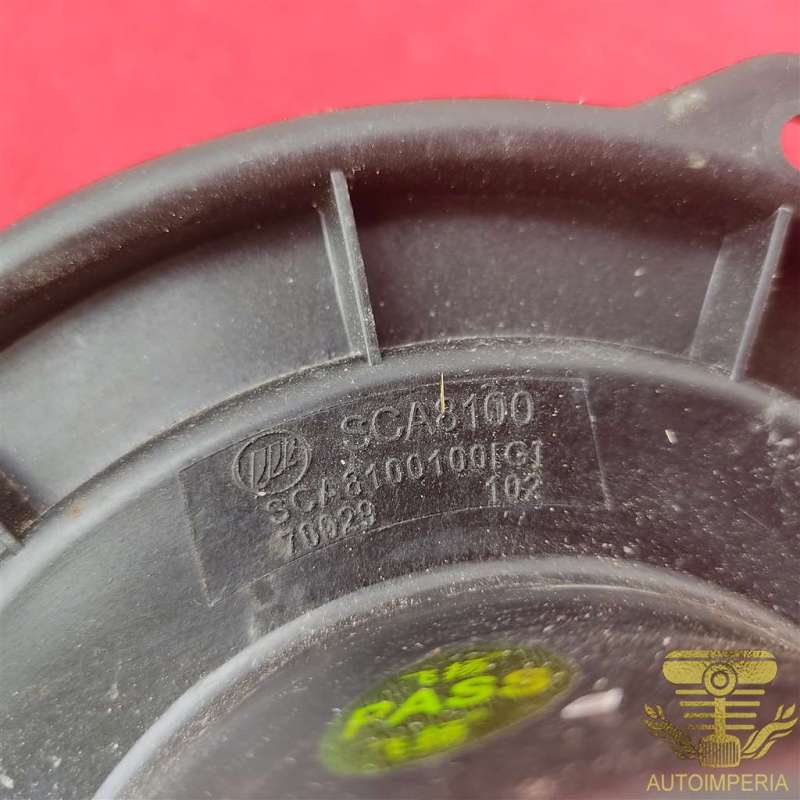 SCA8100
SCA8100100[C]
70029 102
PASS
AUTOIMPERIA